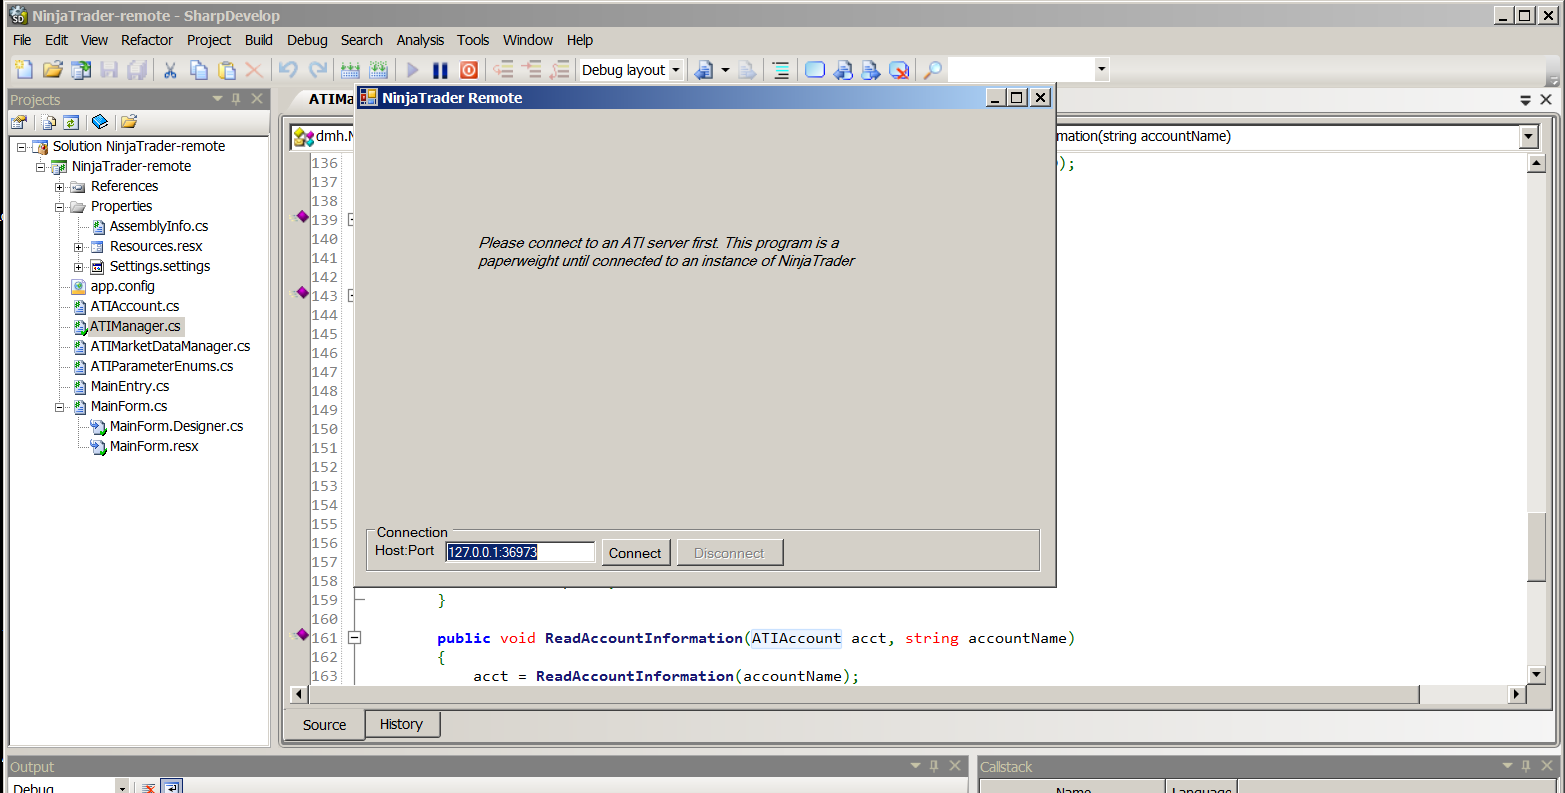 NinjaTrader-remote - SharpDevelop
File Edit View Refactor Project Build Debug Search Analysis Tools Window Help
Debug layout
Projects
Solution NinjaTrader-remote
NinjaTrader-remote
References
Properties
AssemblyInfo.cs
Resources.resx
Settings.settings
app.config
ATIAccount.cs
ATIManager.cs
ATIMarketDataManager.cs
ATIParameterEnums.cs
MainEntry.cs
MainForm.cs
MainForm.Designer.cs
MainForm.resx
ATIMa
dmh.N
mation(string accountName)
NinjaTrader Remote
Please connect to an ATI server first. This program is a
paperweight until connected to an instance of NinjaTrader
Connection
Host:Port 127.0.0.1:36973 Connect Disconnect
136 );
137
138
139
140
141
142
143
144
145
146
147
148
149
150
151
152
153
154
155
156
157
158
159 }
160
161 public void ReadAccountInformation(ATIAccount acct, string accountName)
162 {
163 acct = ReadAccountInformation(accountName);
Source History
Output
Debug
Callstack
Name Language